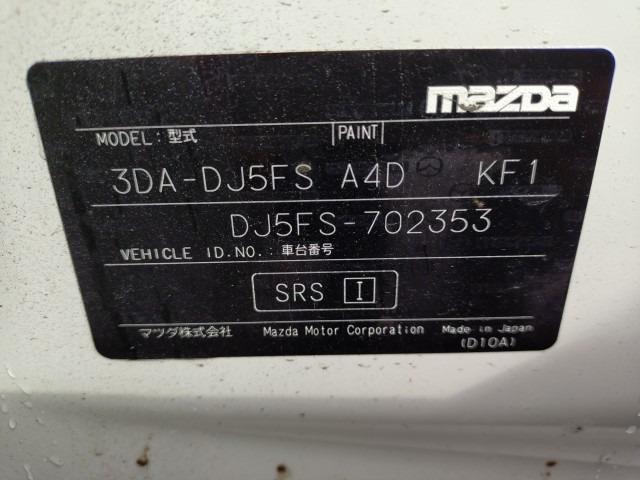 mazda
MODEL: 型式 PAINT
3DA-DJ5FS A4D KF1
DJ5FS-702353
VEHICLE ID.NO.: 車台番号
SRS I
マツダ株式会社 Mazda Motor Corporation Made in Japan
(D10A)